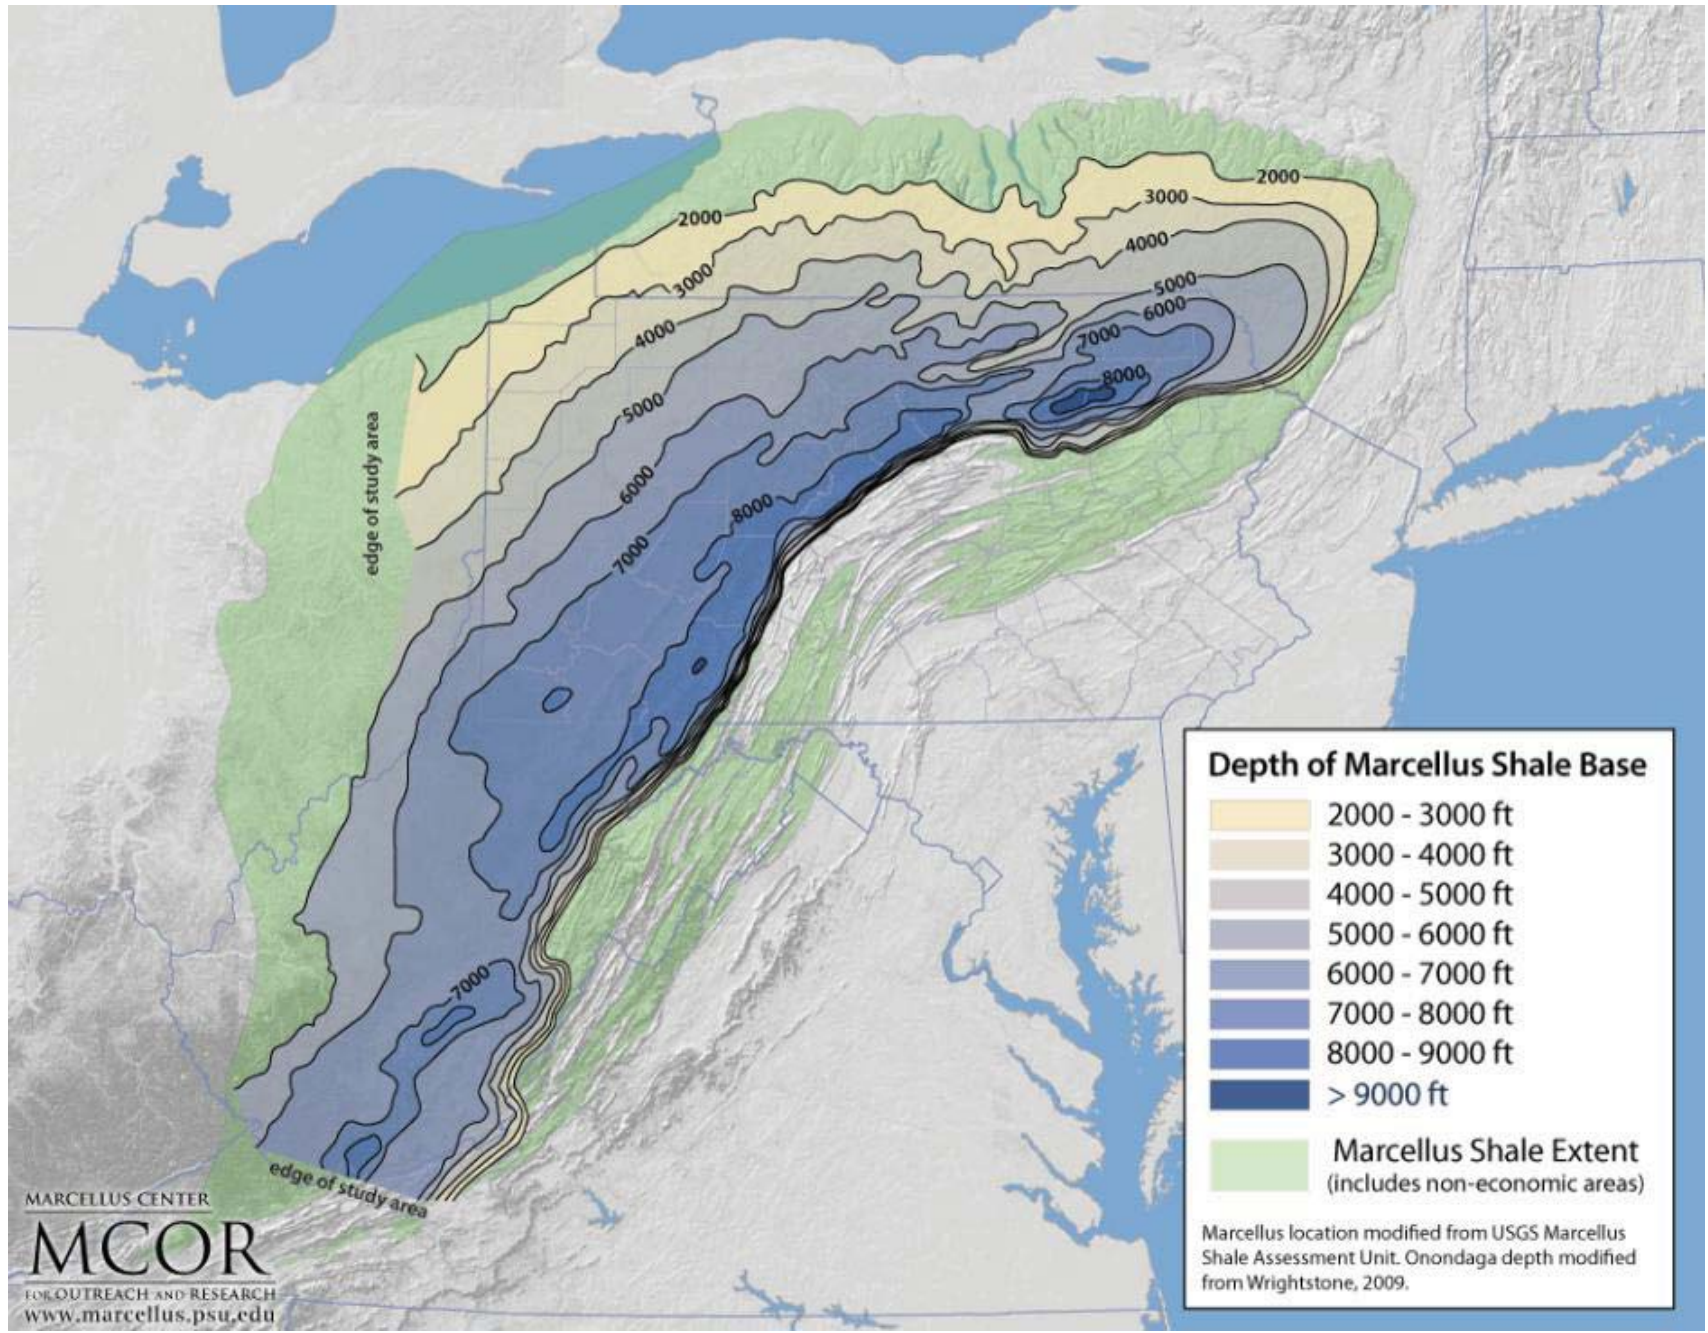 2000
2000
3000
4000
3000
5000
6000
4000
7000
8000
5000
6000
8000
7000
7000
edge of study area
edge of study area
Depth of Marcellus Shale Base
2000 - 3000 ft
3000 - 4000 ft
4000 - 5000 ft
5000 - 6000 ft
6000 - 7000 ft
7000 - 8000 ft
8000 - 9000 ft
> 9000 ft
Marcellus Shale Extent
(includes non-economic areas)
Marcellus location modified from USGS Marcellus
Shale Assessment Unit. Onondaga depth modified
from Wrightstone, 2009.
MARCELLUS CENTER
MCOR
FOR OUTREACH AND RESEARCH
www.marcellus.psu.edu